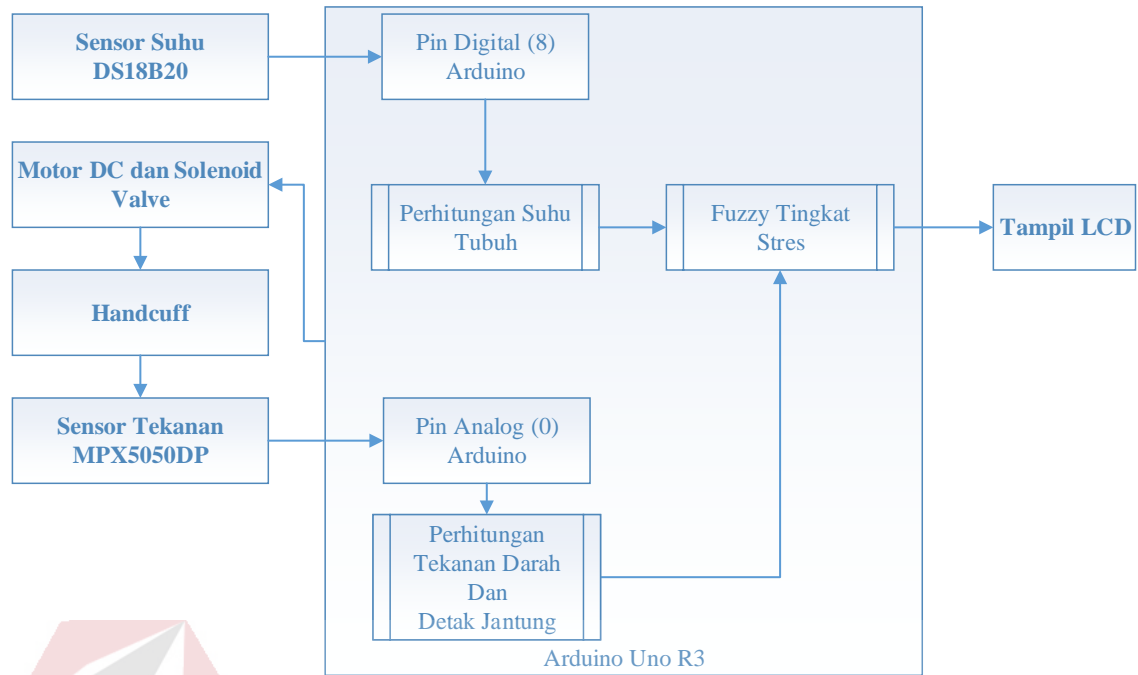 Sensor Suhu
DS18B20
Pin Digital (8)
Arduino
Motor DC dan Solenoid
Valve
Perhitungan Suhu
Tubuh
Fuzzy Tingkat
Stres
Tampil LCD
Handcuff
Sensor Tekanan
MPX5050DP
Pin Analog (0)
Arduino
Perhitungan
Tekanan Darah
Dan
Detak Jantung
Arduino Uno R3